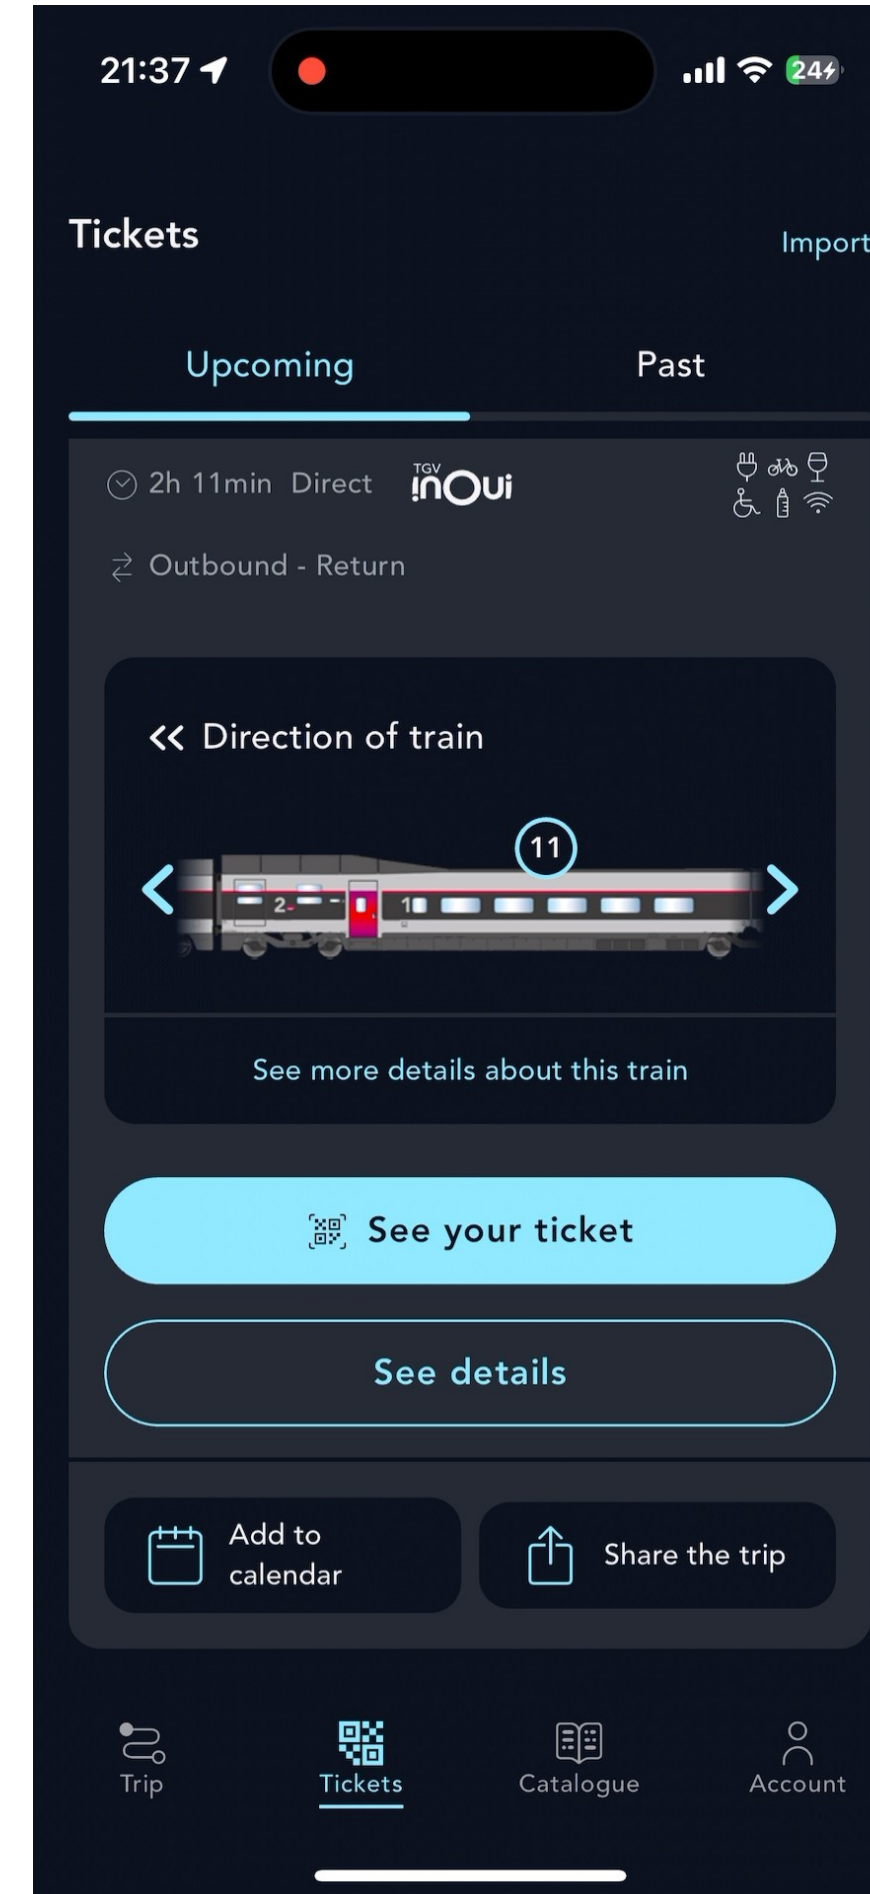 21:37
24
Tickets
Import
Upcoming
Past
2h 11min Direct TGV inOui
Outbound - Return
Direction of train
11
2
1
See more details about this train
See your ticket
See details
Add to
calendar
Share the trip
Trip
Tickets
Catalogue
Account